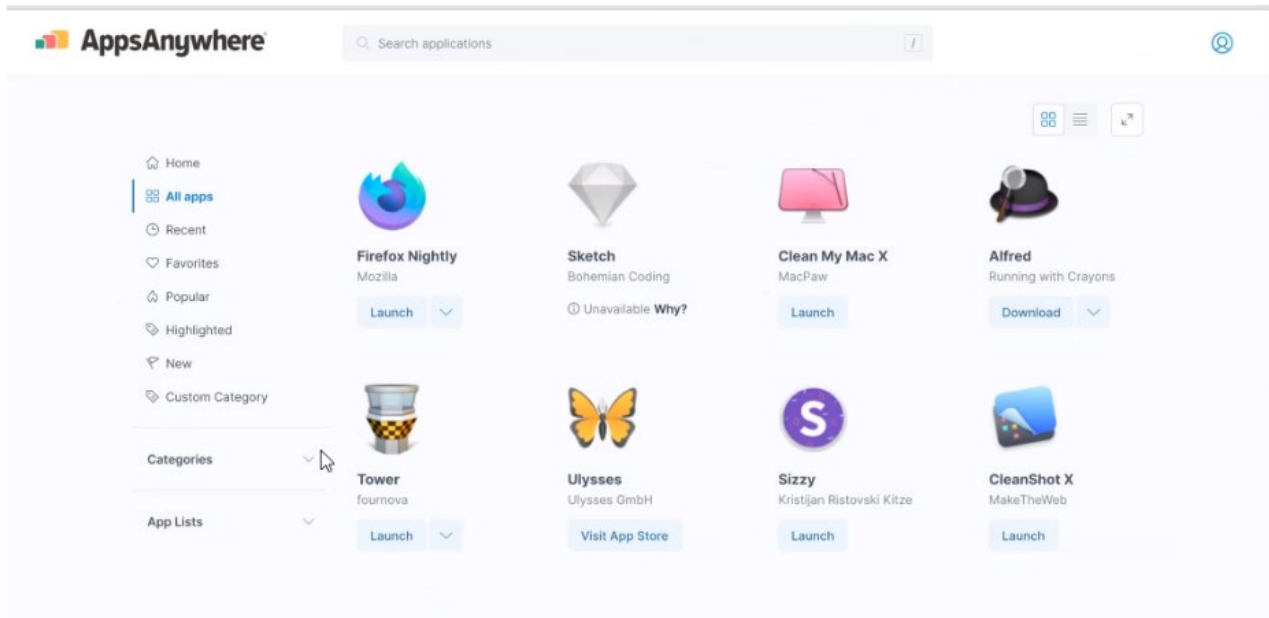 AppsAnywhere
Search applications
/
Home
All apps
Recent
Favorites
Popular
Highlighted
New
Custom Category
Categories
App Lists
Firefox Nightly
Mozilla
Launch
Sketch
Bohemian Coding
Unavailable Why?
Clean My Mac X
MacPaw
Launch
Alfred
Running with Crayons
Download
Tower
fournova
Launch
Ulysses
Ulysses GmbH
Visit App Store
S
Sizzy
Kristijan Ristovski Kitze
Launch
CleanShot X
MakeTheWeb
Launch